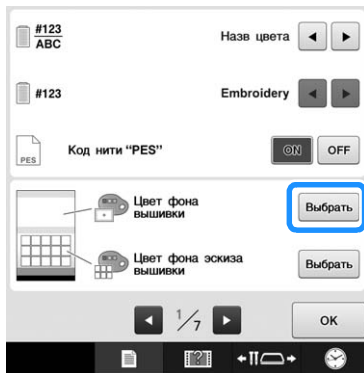 #123
ABC
Назв цвета
#123
Embroidery
PES
Код нити “PES”
ON
OFF
Цвет фона
вышивки
Выбрать
Цвет фона эскиза
вышивки
Выбрать
1/7
OK
?